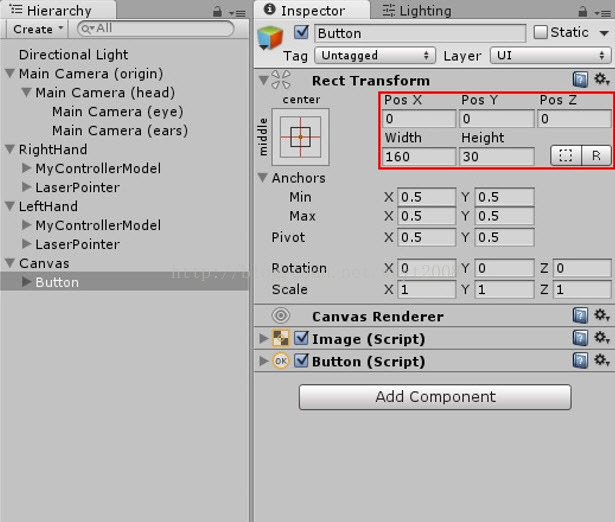 Hierarchy
Create
All
Directional Light
Main Camera (origin)
Main Camera (head)
Main Camera (eye)
Main Camera (ears)
RightHand
MyControllerModel
LaserPointer
LeftHand
MyControllerModel
LaserPointer
Canvas
Button
Inspector Lighting
Button Static
Tag Untagged Layer UI
Rect Transform
center
middle
Pos X Pos Y Pos Z
0 0 0
Width Height
160 30 R
Anchors
Min X 0.5 Y 0.5
Max X 0.5 Y 0.5
Pivot X 0.5 Y 0.5
Rotation X 0 Y 0 Z 0
Scale X 1 Y 1 Z 1
Canvas Renderer
Image (Script)
OK Button (Script)
Add Component